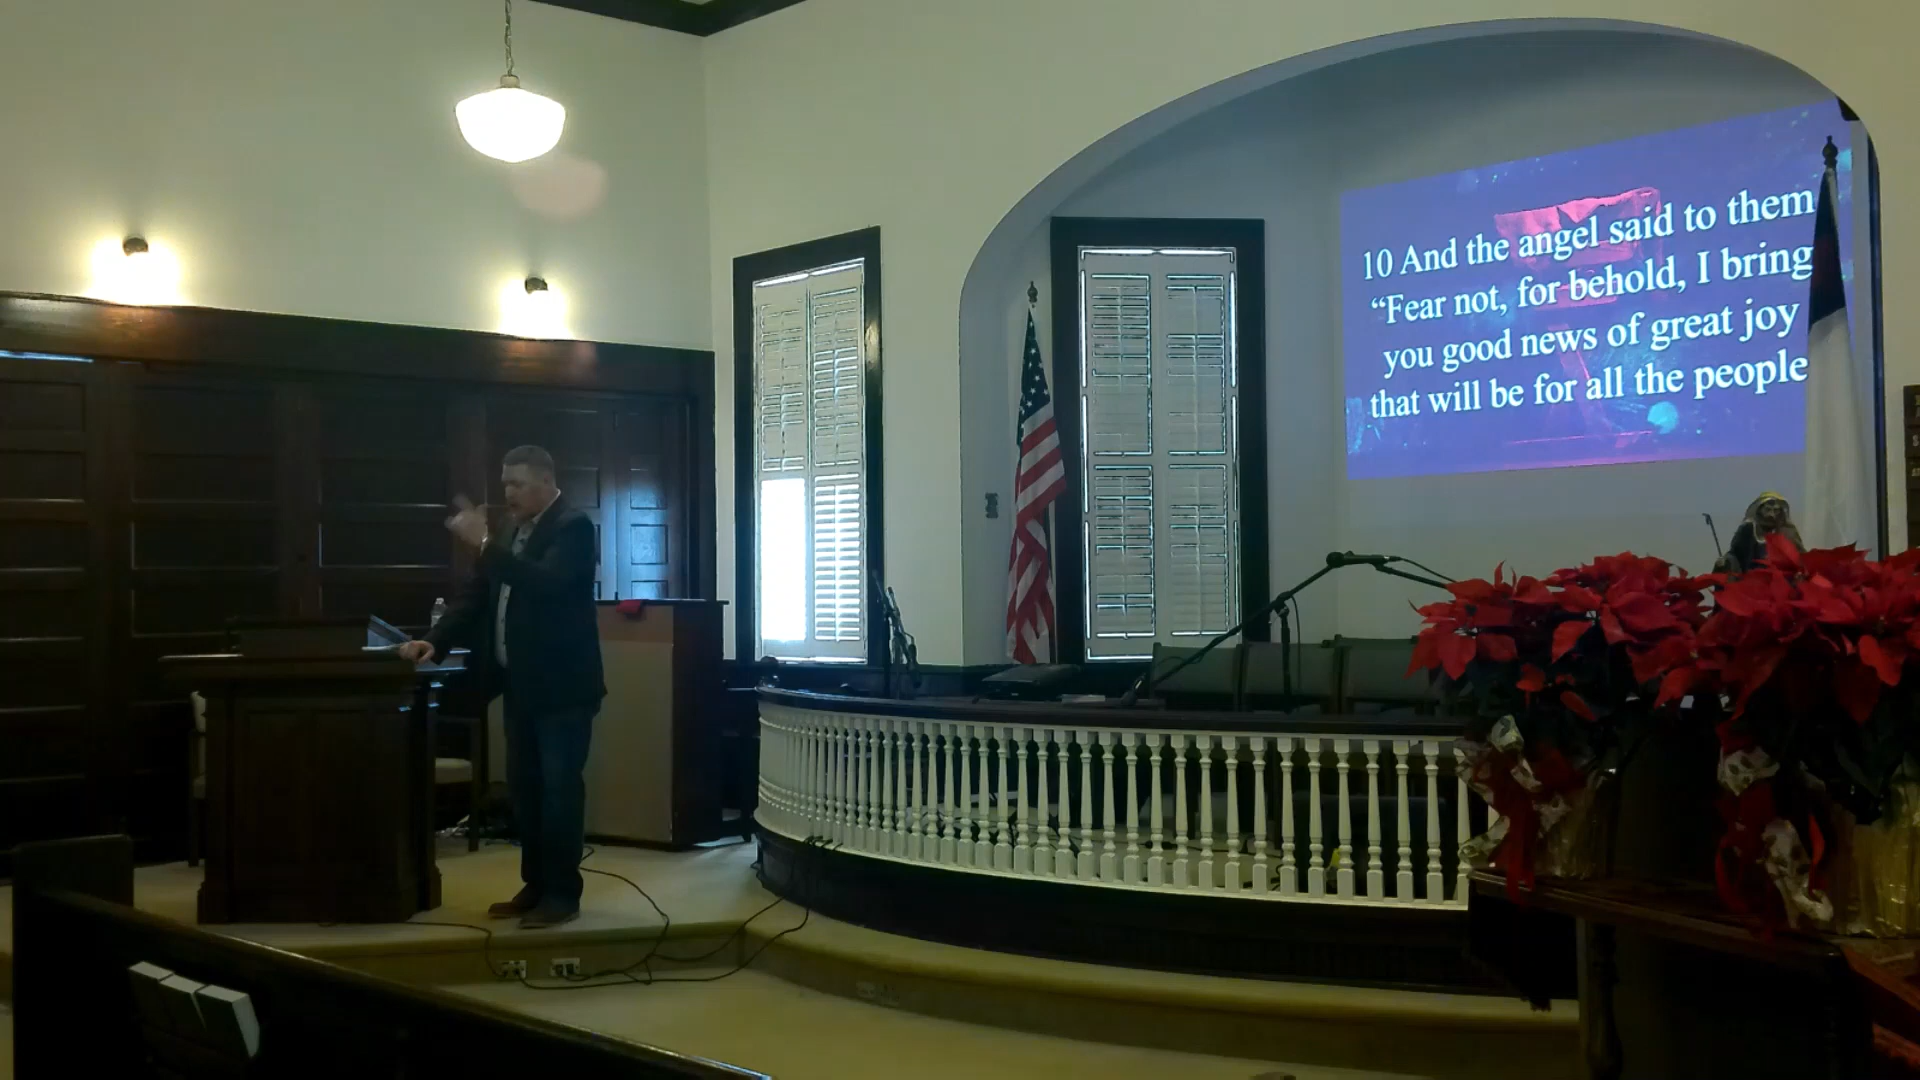 10 And the angel said to them
“Fear not, for behold, I bring
you good news of great joy
that will be for all the people